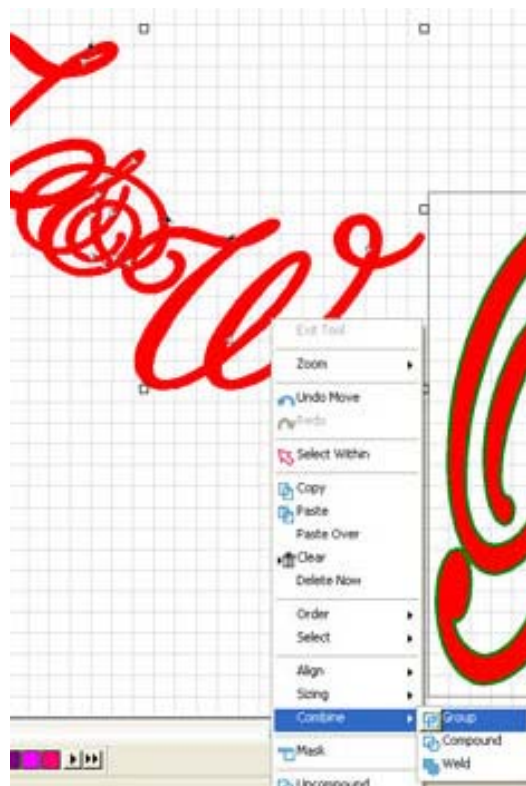 W
Exit Tool
Zoom
Undo Move
Redo
Select Within
Copy
Paste
Paste Over
Clear
Delete Now
Order
Select
Align
Sizing
Combine
Group
Compound
Mask
Weld
Uncompound